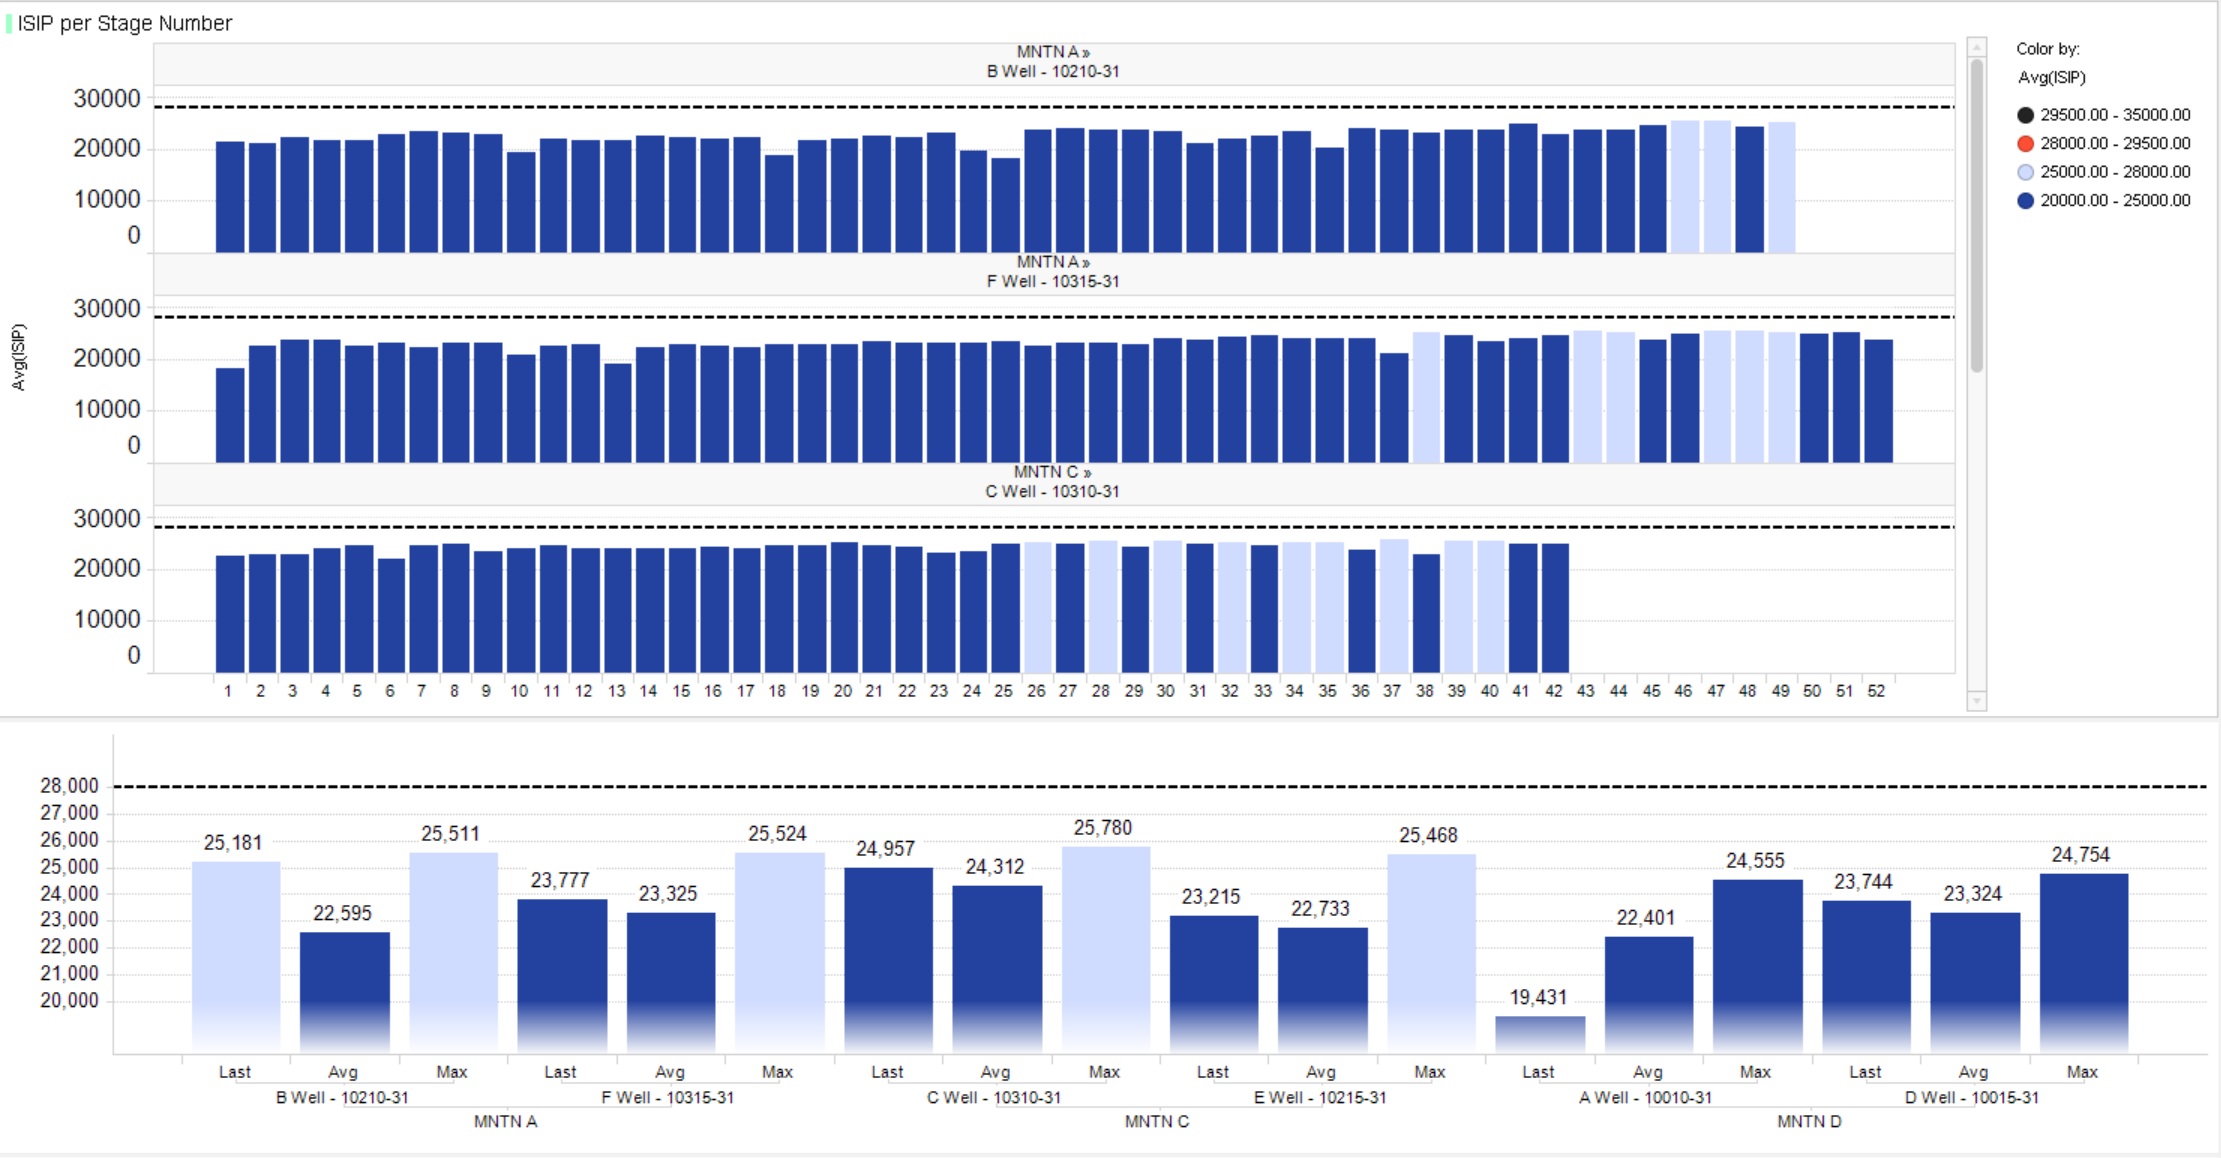 ISIP per Stage Number
Avg(ISIP)
MNTN A »
B Well - 10210-31
30000
20000
10000
0
MNTN A »
F Well - 10315-31
30000
20000
10000
0
MNTN C »
C Well - 10310-31
30000
20000
10000
0
1 2 3 4 5 6 7 8 9 10 11 12 13 14 15 16 17 18 19 20 21 22 23 24 25 26 27 28 29 30 31 32 33 34 35 36 37 38 39 40 41 42 43 44 45 46 47 48 49 50 51 52
Color by:
Avg(ISIP)
29500.00 - 35000.00
28000.00 - 29500.00
25000.00 - 28000.00
20000.00 - 25000.00
28,000
27,000
26,000
25,000
24,000
23,000
22,000
21,000
20,000
25,181 22,595 25,511 23,777 23,325 25,524 24,957 24,312 25,780 23,215 22,733 25,468 19,431 22,401 24,555 23,744 23,324 24,754
Last Avg Max Last Avg Max Last Avg Max Last Avg Max Last Avg Max Last Avg Max
B Well - 10210-31 F Well - 10315-31 C Well - 10310-31 E Well - 10215-31 A Well - 10010-31 D Well - 10015-31
MNTN A MNTN C MNTN D